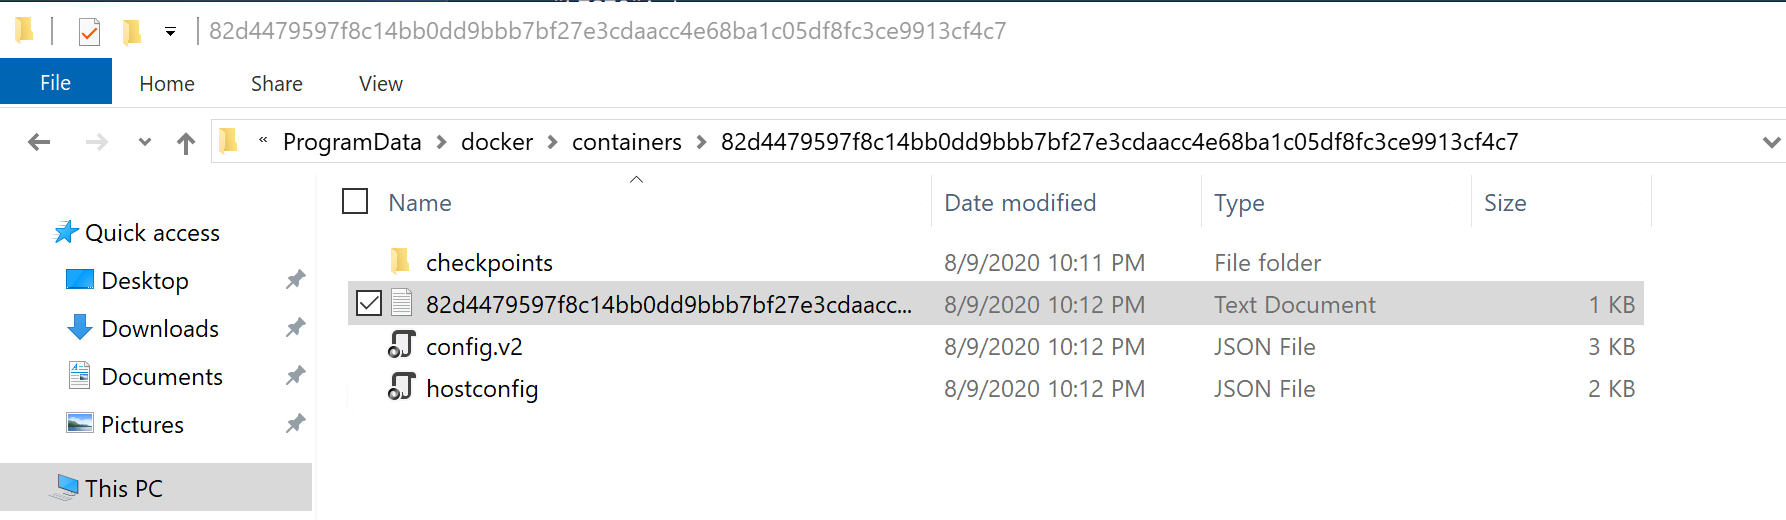 82d4479597f8c14bb0dd9bbb7bf27e3cdaacc4e68ba1c05df8fc3ce9913cf4c7
File Home Share View
« ProgramData > docker > containers > 82d4479597f8c14bb0dd9bbb7bf27e3cdaacc4e68ba1c05df8fc3ce9913cf4c7
Name Date modified Type Size
Quick access
Desktop
Downloads
Documents
Pictures
This PC
checkpoints 8/9/2020 10:11 PM File folder
82d4479597f8c14bb0dd9bbb7bf27e3cdaacc... 8/9/2020 10:12 PM Text Document 1 KB
config.v2 8/9/2020 10:12 PM JSON File 3 KB
hostconfig 8/9/2020 10:12 PM JSON File 2 KB